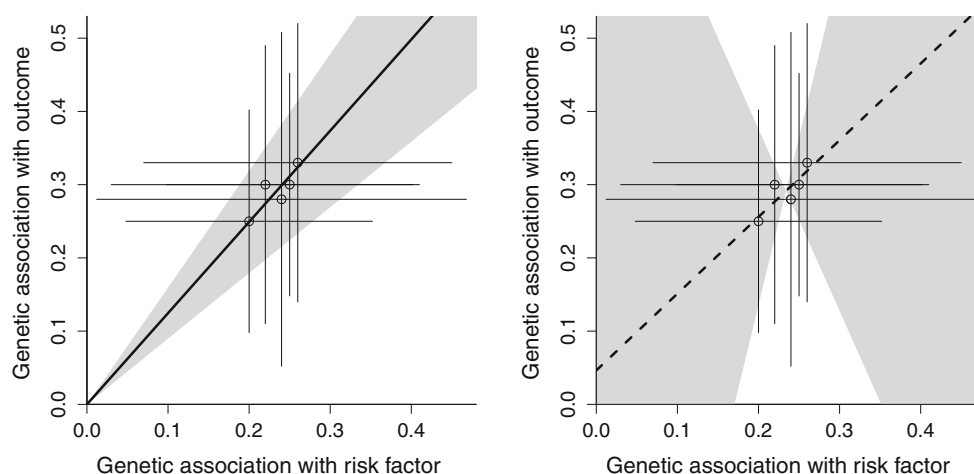 Genetic association with outcome
0.5
0.4
0.3
0.2
0.1
0.0
0.0 0.1 0.2 0.3 0.4
Genetic association with risk factor
Genetic association with outcome
0.5
0.4
0.3
0.2
0.1
0.0
0.0 0.1 0.2 0.3 0.4
Genetic association with risk factor